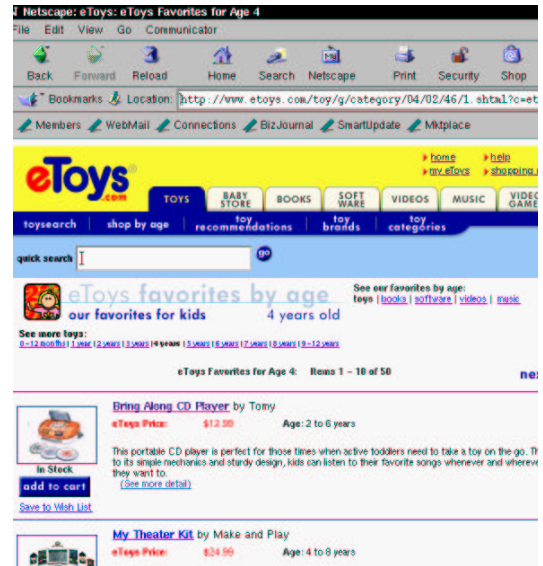 Netscape: eToys: eToys Favorites for Age 4
File Edit View Go Communicator
Back Forward Reload Home Search Netscape Print Security Shop
Bookmarks Location: http://www.etoys.com/toy/g/category/04/02/46/1.shtml?c=et
Members WebMail Connections BizJournal SmartUpdate Mktplace
eToys.com
home help
my eToys shopping
TOYS BABY STORE BOOKS SOFT WARE VIDEOS MUSIC VIDEO GAME
toysearch shop by age toy recommendations toy brands toy categories
quick search go
eToys favorites by age
our favorites for kids 4 years old
See our favorites by age:
toys | books | software | videos | music
See more toys:
0-12 months | 1 year | 2 years | 3 years | 4 years | 5 years | 6 years | 7 years | 8 years | 9-12 years
eToys Favorites for Age 4: Items 1 - 10 of 50
Bring Along CD Player by Tomy
eToys Price: $12.99 Age: 2 to 6 years
This portable CD player is perfect for those times when active toddlers need to take a toy on the go.
to its simple mechanics and sturdy design, kids can listen to their favorite songs whenever and
they want to.
(See more detail)
In Stock
add to cart
Save to Wish List
My Theater Kit by Make and Play
eToys Price: $24.99 Age: 4 to 8 years